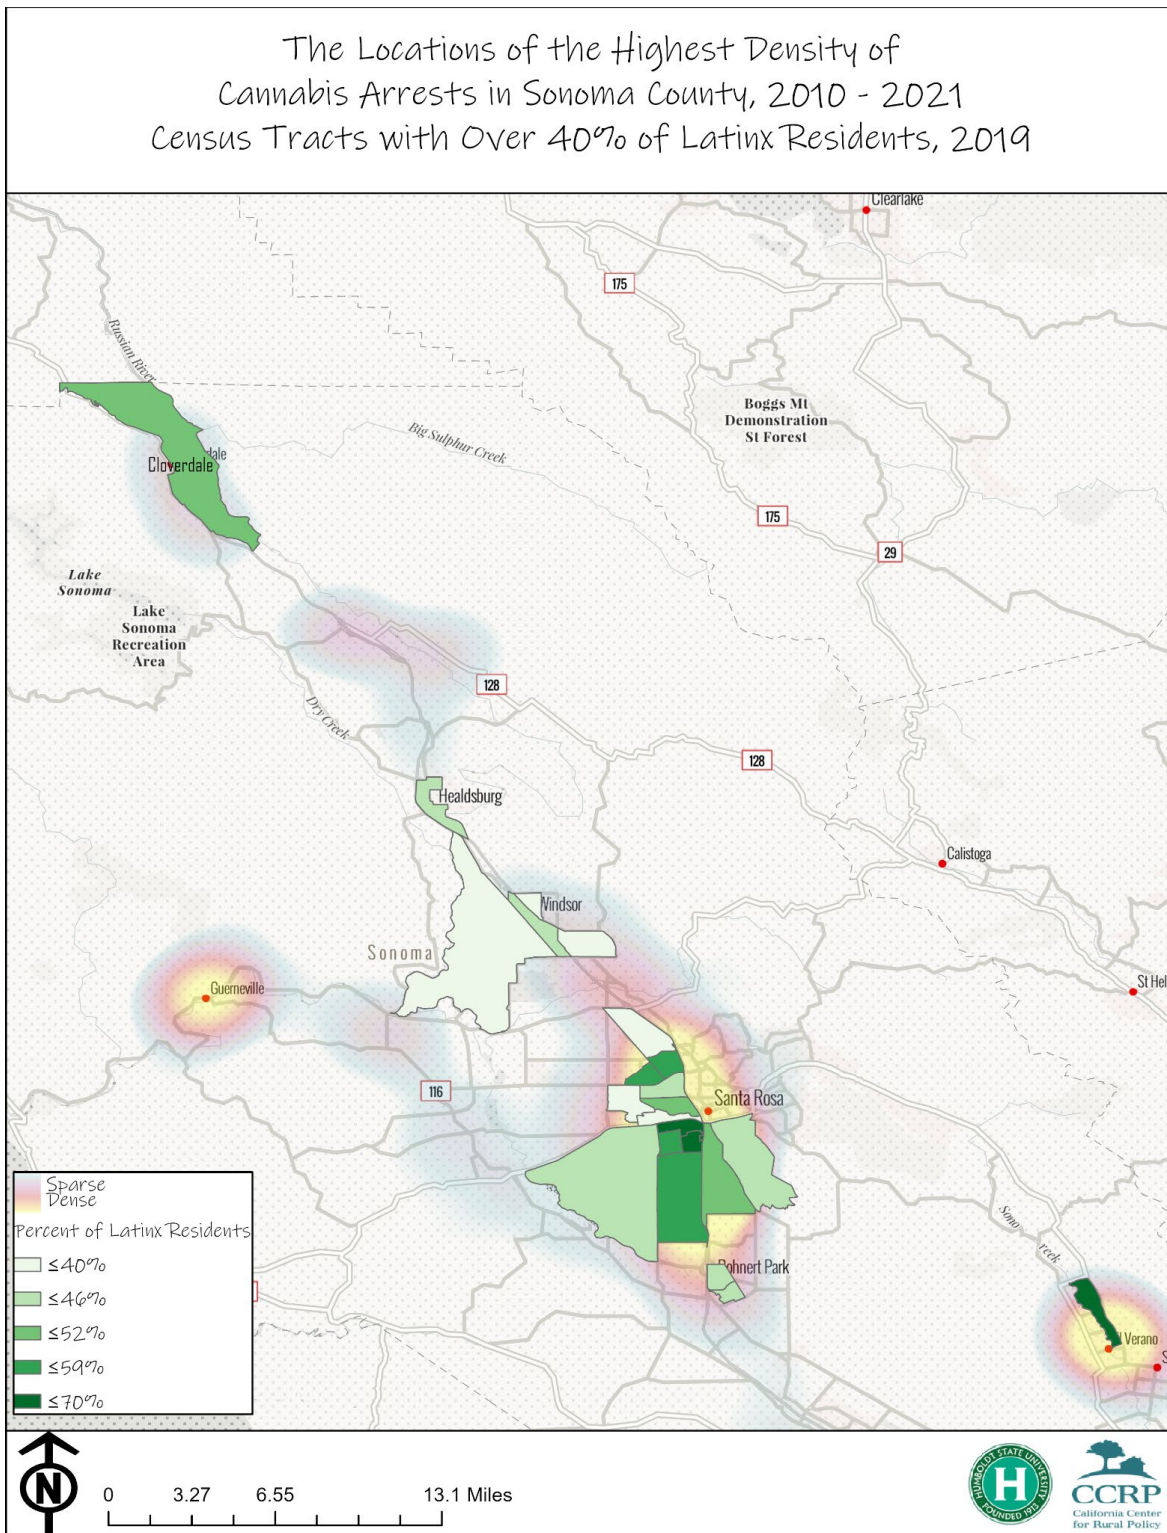 The Locations of the Highest Density of
Cannabis Arrests in Sonoma County, 2010 - 2021
Census Tracts with Over 40% of Latinx Residents, 2019
Clearlake
175
Russian River
Boggs Mt
Demonstration
St Forest
Big Sulphur Creek
dale
Cloverdale
175
29
Lake
Sonoma
Lake
Sonoma
Recreation
Area
128
Dry Creek
128
Healdsburg
Calistoga
Windsor
Sonoma
Guerneville
St Hel
116
Santa Rosa
Sono
reek
Rohnert Park
l Verano
S
Sparse
Dense
Percent of Latinx Residents
≤40%
≤46%
≤52%
≤59%
≤70%
N
0 3.27 6.55 13.1 Miles
HUMBOLDT STATE UNIVERSITY
H
FOUNDED 1913
CCRP
California Center
for Rural Policy